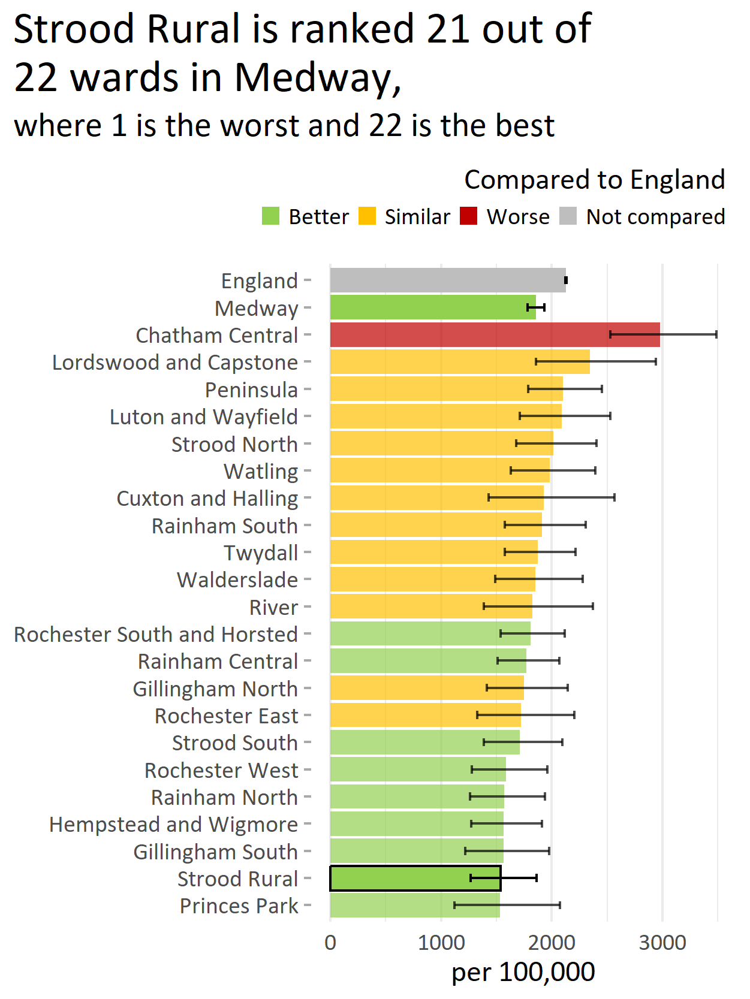 Strood Rural is ranked 21 out of
22 wards in Medway,
where 1 is the worst and 22 is the best
Compared to England
Better Similar Worse Not compared
England
Medway
Chatham Central
Lordswood and Capstone
Peninsula
Luton and Wayfield
Strood North
Watling
Cuxton and Halling
Rainham South
Twydall
Walderslade
River
Rochester South and Horsted
Rainham Central
Gillingham North
Rochester East
Strood South
Rochester West
Rainham North
Hempstead and Wigmore
Gillingham South
Strood Rural
Princes Park
0 1000 2000 3000
per 100,000